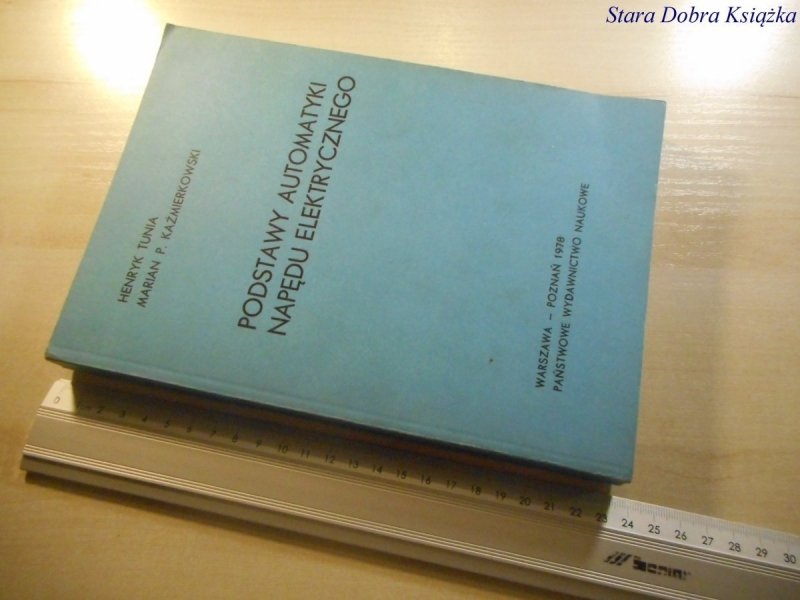 Stara Dobra Książka
HENRYK TUNIA
MARIAN P. KAŹMIERKOWSKI
PODSTAWY AUTOMATYKI
NAPĘDU ELEKTRYCZNEGO
WARSZAWA — POZNAŃ 1978
PAŃSTWOWE WYDAWNICTWO NAUKOWE
0 2 3 4 5 6 7 8 9 10 11 12 13 14 15 16 17 18 19 20 21 22 23 24 25 26 27 28 29 30